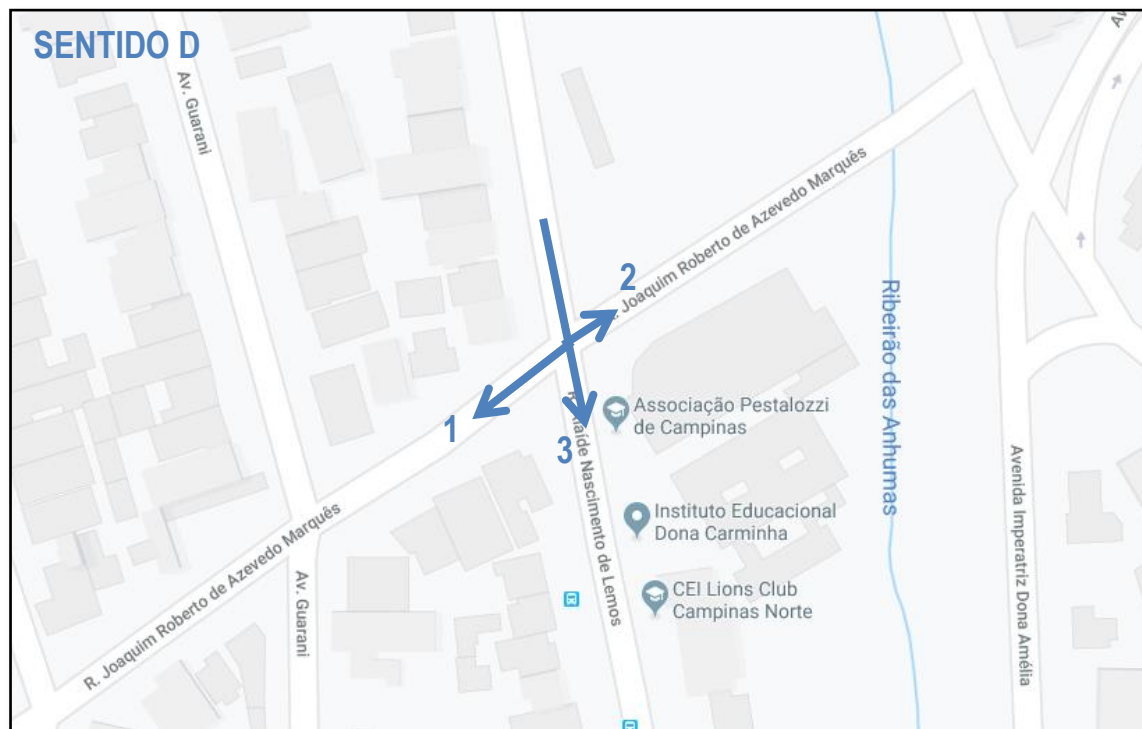 SENTIDO D
Av. Guarani
R. Joaquim Roberto de Azevedo Marquês
2
1
3
Associação Pestalozzi
de Campinas
Nascimento de Lemos
Instituto Educacional
Dona Carminha
CEI Lions Club
Campinas Norte
Ribeirão das Anhumas
Avenida Imperatriz Dona Amélia
R. Joaquim Roberto de Azevedo Marquês
Av. Guarani